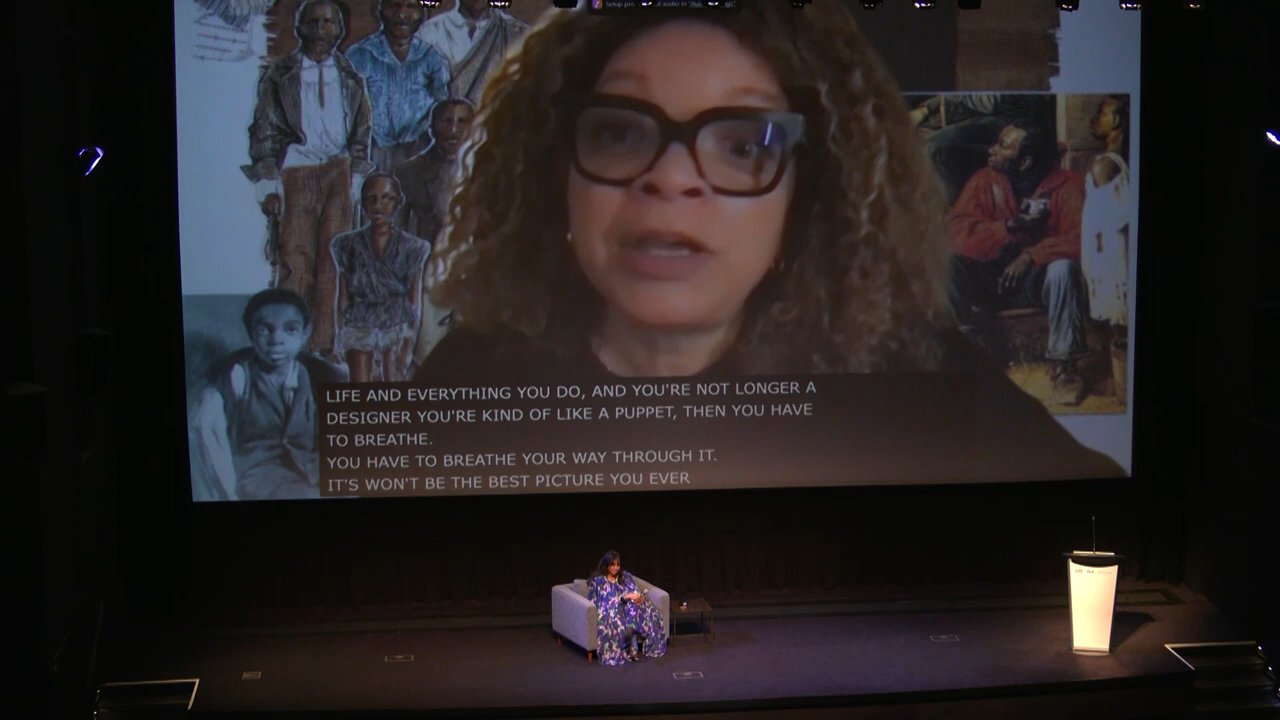 LIFE AND EVERYTHING YOU DO, AND YOU'RE NOT LONGER A
DESIGNER YOU'RE KIND OF LIKE A PUPPET, THEN YOU HAVE
TO BREATHE.
YOU HAVE TO BREATHE YOUR WAY THROUGH IT.
IT'S WON'T BE THE BEST PICTURE YOU EVER